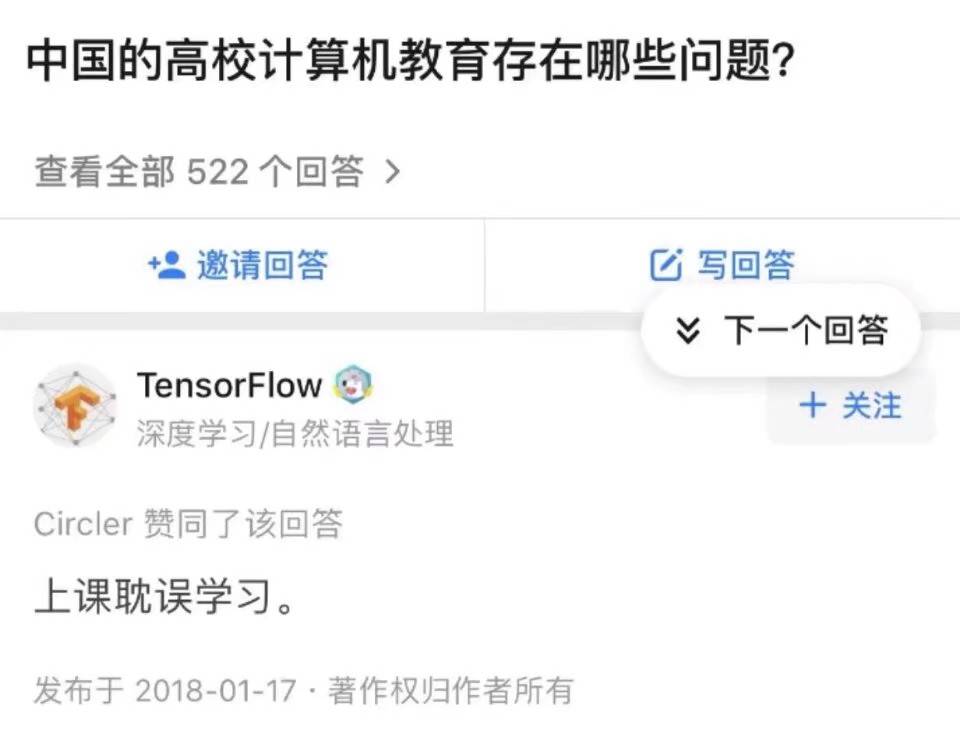 中国的高校计算机教育存在哪些问题?
查看全部 522 个回答 >
邀请回答
写回答
下一个回答
TensorFlow
深度学习/自然语言处理
+ 关注
Circler 赞同了该回答
上课耽误学习。
发布于 2018-01-17 · 著作权归作者所有